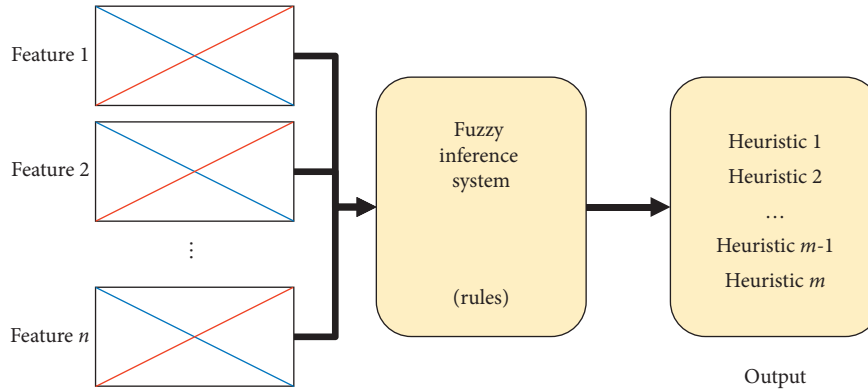 Feature 1
Feature 2
⋮
Feature n
Fuzzy
inference
system
(rules)
Heuristic 1
Heuristic 2
…
Heuristic m-1
Heuristic m
Output